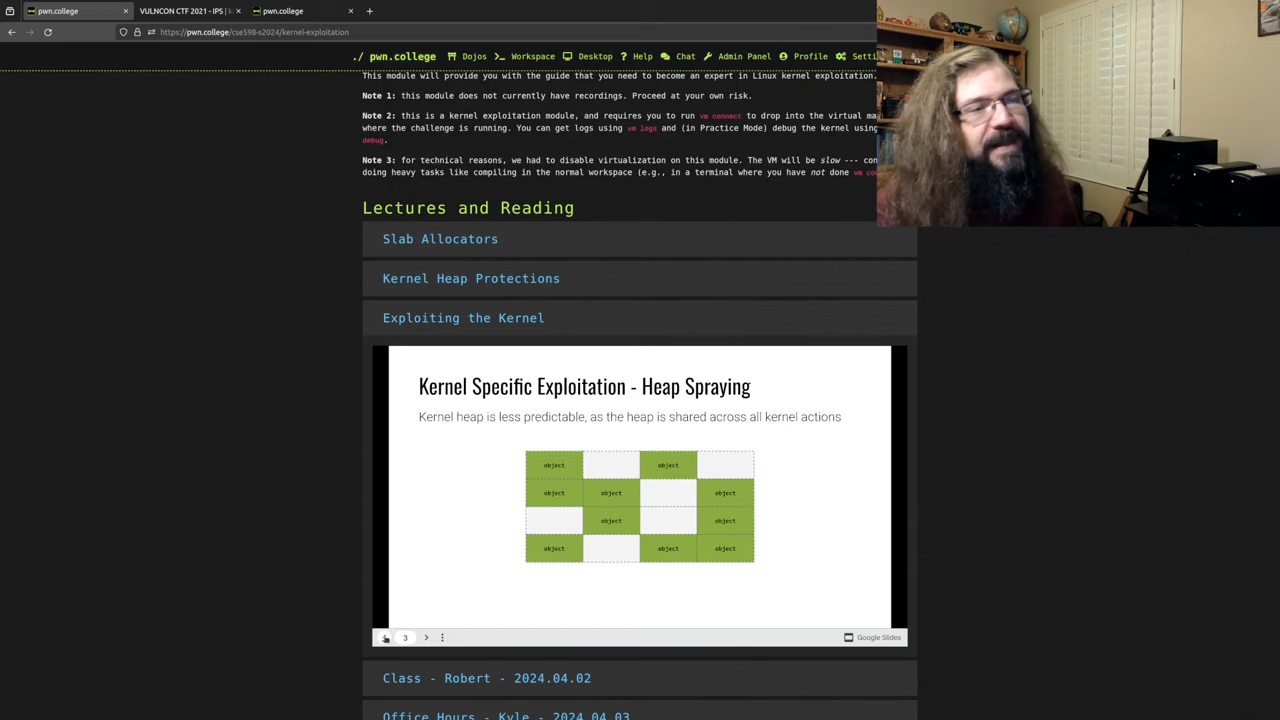 pwn.college
VULNCON CTF 2021 - IPS | k
pwn.college
https://pwn.college/cse598-s2024/kernel-exploitation
./ pwn.college Dojos Workspace Desktop Help Chat Admin Panel Profile Setti
This module will provide you with the guide that you need to become an expert in Linux kernel exploitation.
Note 1: this module does not currently have recordings. Proceed at your own risk.
Note 2: this is a kernel exploitation module, and requires you to run vm connect to drop into the virtual ma
where the challenge is running. You can get logs using vm logs and (in Practice Mode) debug the kernel using
debug.
Note 3: for technical reasons, we had to disable virtualization on this module. The VM will be slow --- con
doing heavy tasks like compiling in the normal workspace (e.g., in a terminal where you have not done vm co
Lectures and Reading
Slab Allocators
Kernel Heap Protections
Exploiting the Kernel
Kernel Specific Exploitation - Heap Spraying
Kernel heap is less predictable, as the heap is shared across all kernel actions
object object
object object object
object object
object object object
3
Google Slides
Class - Robert - 2024.04.02
Office Hours - Kyle - 2024.04.03